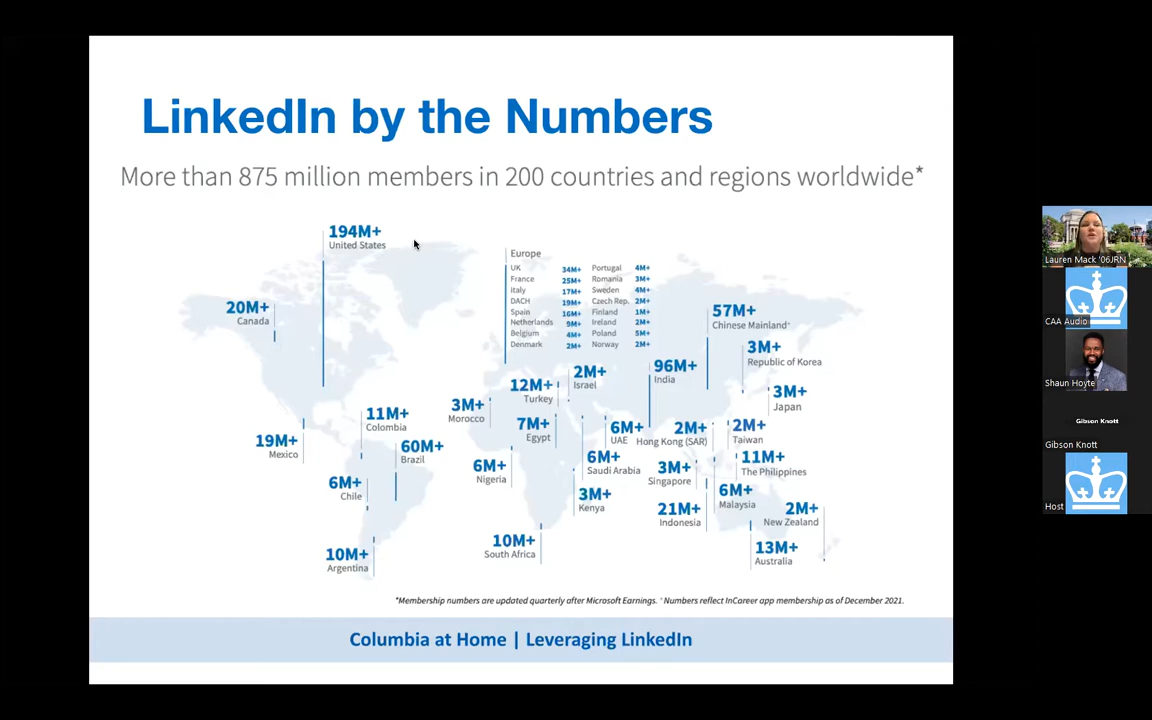 LinkedIn by the Numbers
More than 875 million members in 200 countries and regions worldwide*
194M+
United States
20M+
Canada
Europe
UK 34M+ Portugal 4M+
France 25M+ Romania 3M+
Italy 17M+ Sweden 4M+
DACH 19M+ Czech Rep. 2M+
Spain 16M+ Finland 1M+
Netherlands 9M+ Ireland 2M+
Belgium 4M+ Poland 5M+
Denmark 2M+ Norway 2M+
57M+
Chinese Mainland
3M+
Republic of Korea
96M+
India
2M+
Israel
12M+
Turkey
3M+
Japan
3M+
Morocco
11M+
Colombia
7M+
Egypt
6M+
UAE
2M+
Hong Kong (SAR)
2M+
Taiwan
19M+
Mexico
60M+
Brazil
6M+
Nigeria
6M+
Saudi Arabia
3M+
Singapore
11M+
The Philippines
6M+
Chile
3M+
Kenya
21M+
Indonesia
6M+
Malaysia
2M+
New Zealand
10M+
Argentina
10M+
South Africa
13M+
Australia
*Membership numbers are updated quarterly after Microsoft Earnings. Numbers reflect InCareer app membership as of December 2021.
Columbia at Home | Leveraging LinkedIn
Lauren Mack '06JRN
CAA Audio
Shaun Hoyte
Gibson Knott
Gibson Knott
Host